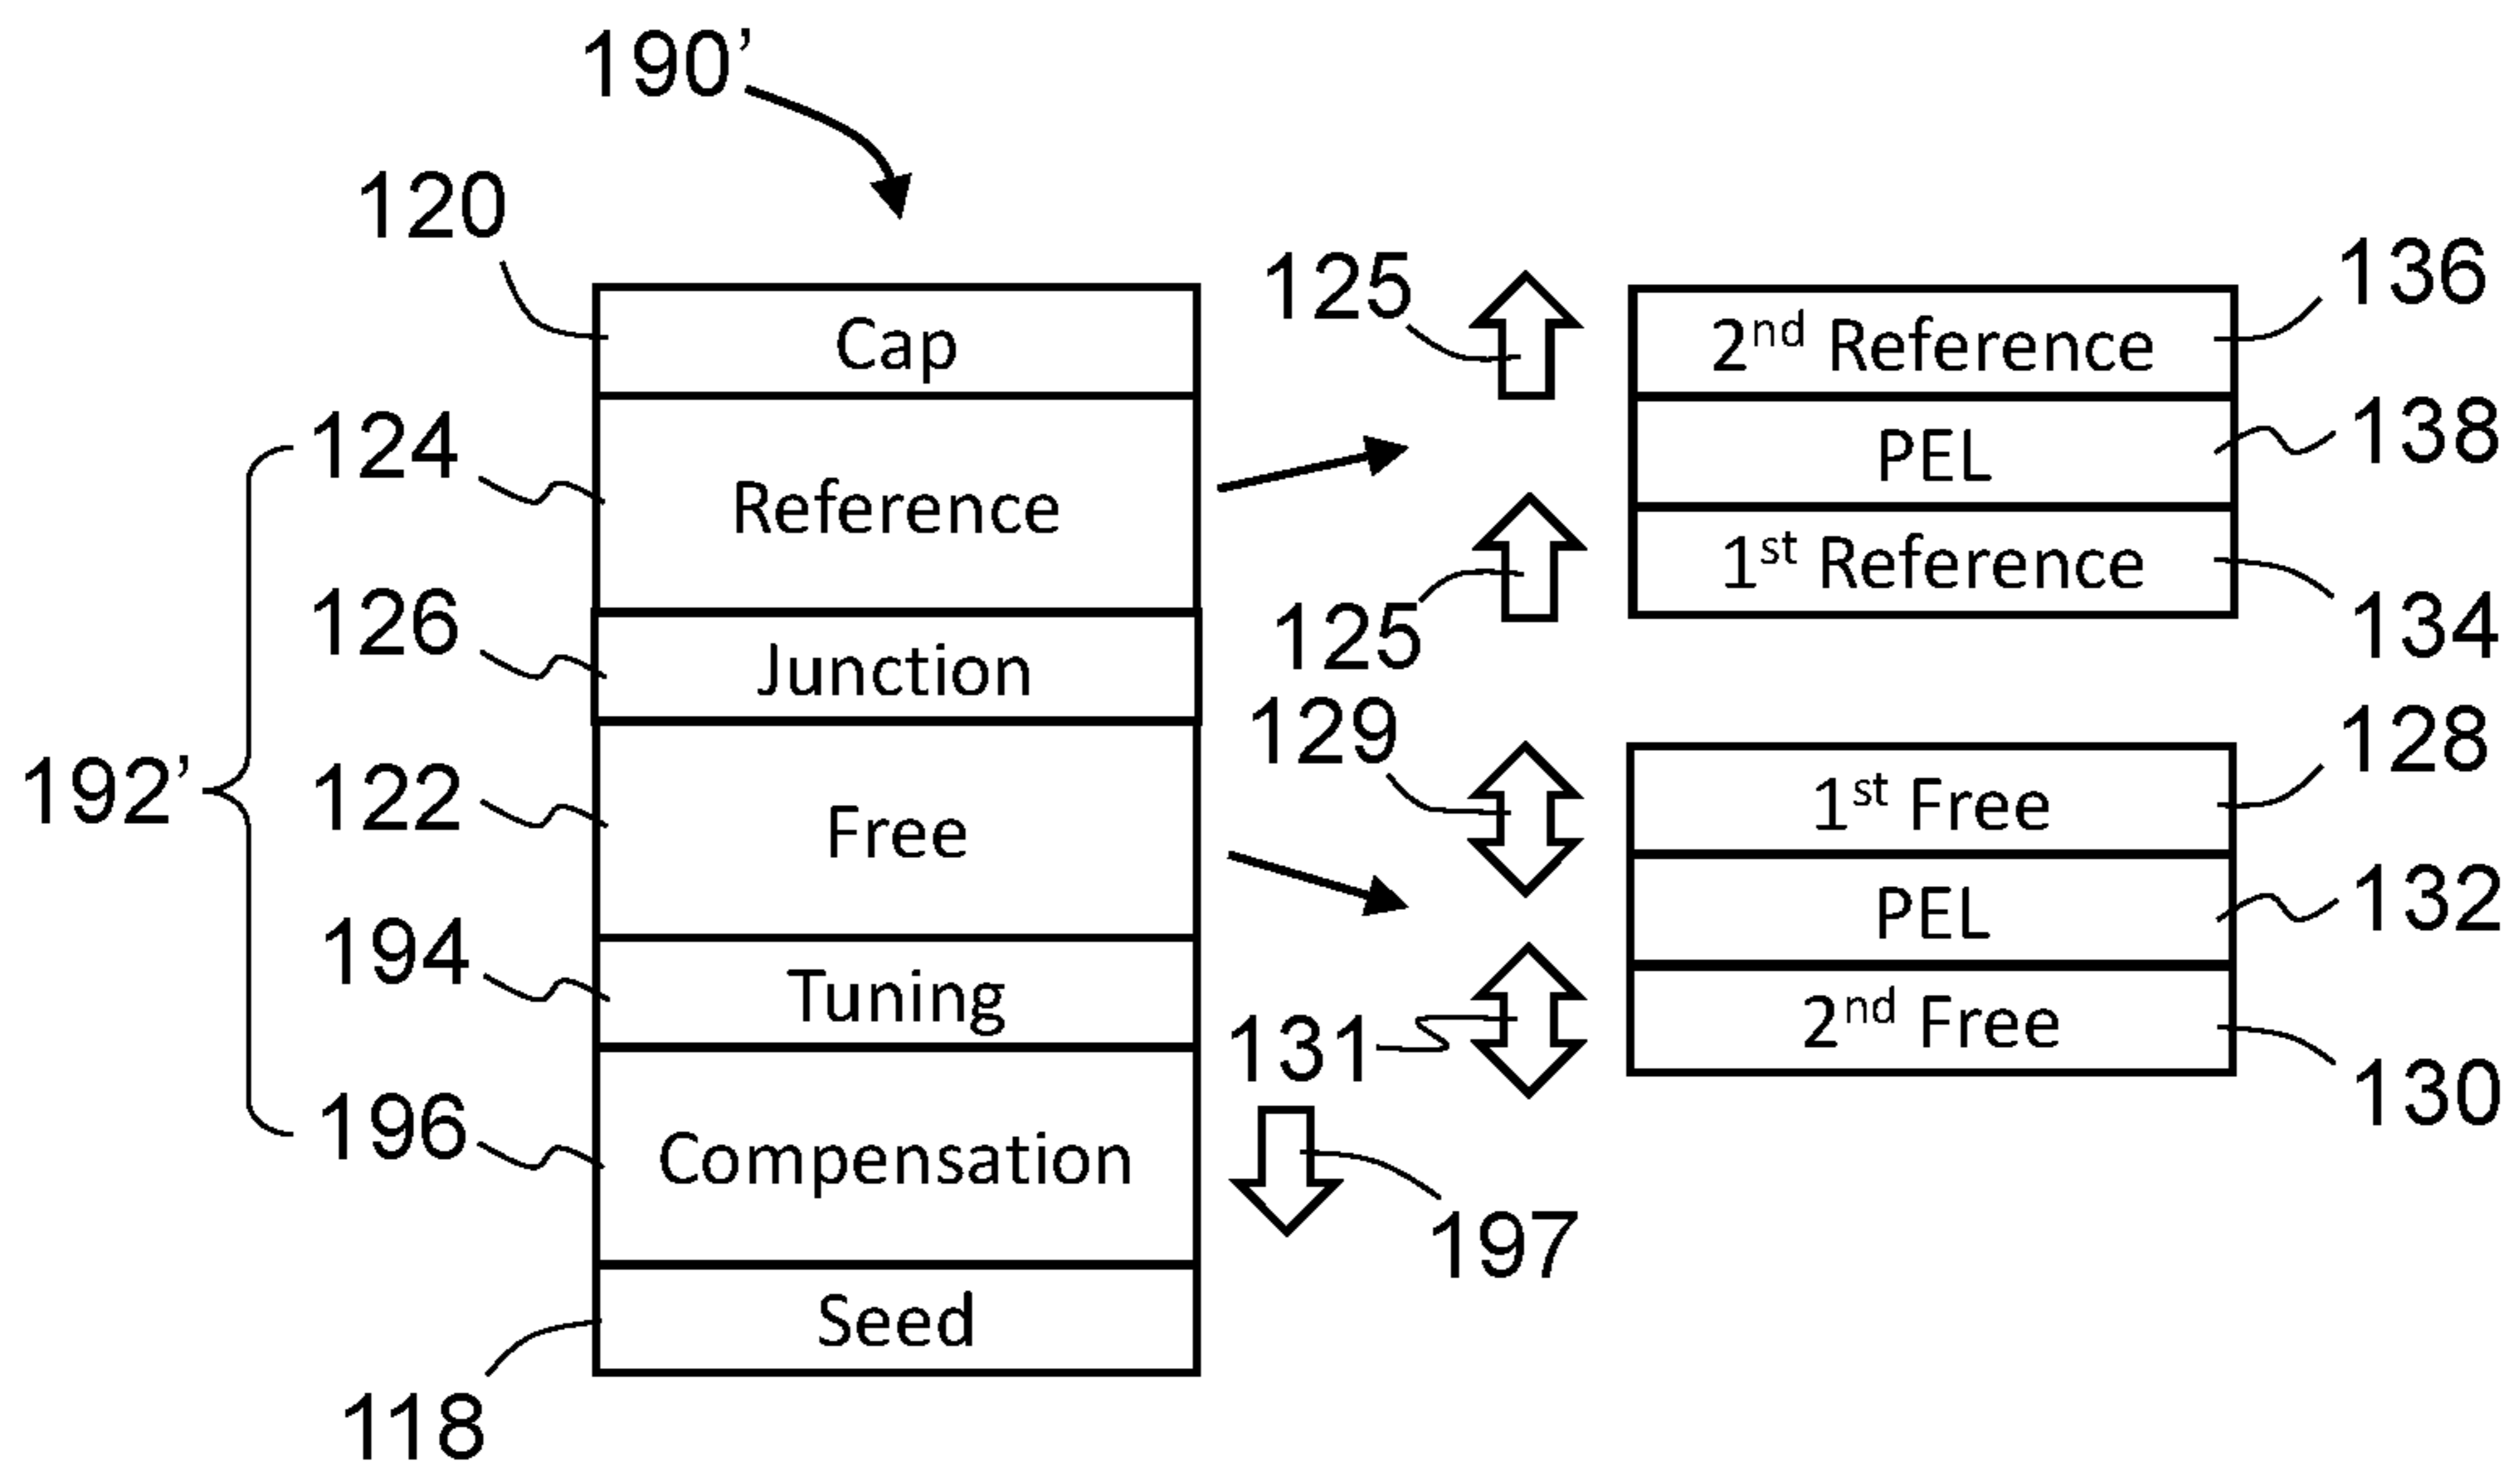 190’
120
Cap
125
2nd Reference
136
124
Reference
PEL
138
125
1st Reference
134
126
Junction
129
1st Free
128
192’
122
Free
PEL
132
194
Tuning
131
2nd Free
130
196
Compensation
197
Seed
118